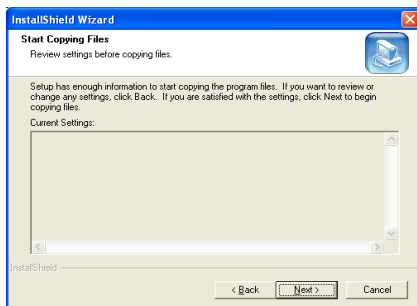 InstallShield Wizard
Start Copying Files
Review settings before copying files.
Setup has enough information to start copying the program files. If you want to review or
change any settings, click Back. If you are satisfied with the settings, click Next to begin
copying files.
Current Settings:
InstallShield
< Back
Next >
Cancel